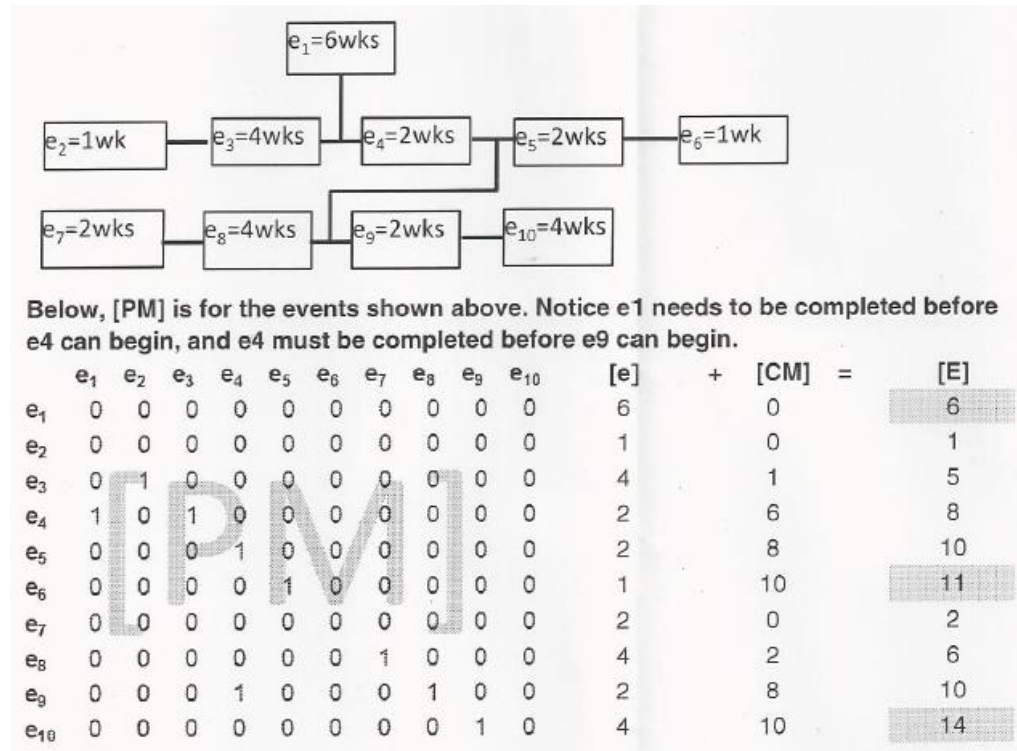 e₁=6wks
e₂=1wk e₃=4wks e₄=2wks e₅=2wks e₆=1wk
e₇=2wks e₈=4wks e₉=2wks e₁₀=4wks
Below, [PM] is for the events shown above. Notice e1 needs to be completed before
e4 can begin, and e4 must be completed before e9 can begin.
e₁ e₂ e₃ e₄ e₅ e₆ e₇ e₈ e₉ e₁₀ [e] + [CM] = [E]
e₁ 0 0 0 0 0 0 0 0 0 0 6 0 6
e₂ 0 0 0 0 0 0 0 0 0 0 1 0 1
e₃ 0 1 0 0 0 0 0 0 0 0 4 1 5
e₄ 1 0 1 0 0 0 0 0 0 0 2 6 8
e₅ 0 0 0 1 0 0 0 0 0 0 2 8 10
e₆ 0 0 0 0 1 0 0 0 0 0 1 10 11
e₇ 0 0 0 0 0 0 0 0 0 0 2 0 2
e₈ 0 0 0 0 0 0 1 0 0 0 4 2 6
e₉ 0 0 0 1 0 0 0 1 0 0 2 8 10
e₁₀ 0 0 0 0 0 0 0 0 1 0 4 10 14
[PM]